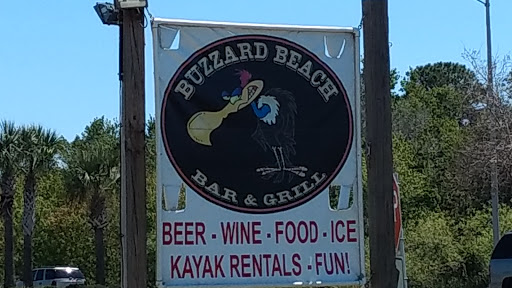 BUZZARD BEACH
BAR & GRILL
BEER - WINE - FOOD - ICE
KAYAK RENTALS - FUN!